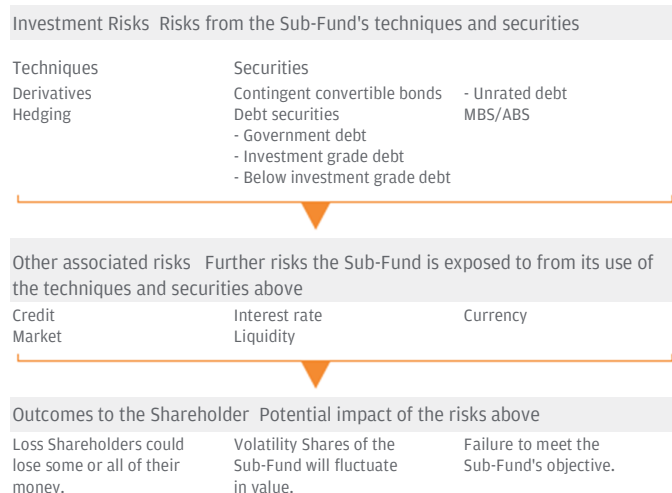 Investment Risks Risks from the Sub-Fund's techniques and securities
Techniques
Derivatives
Hedging
Securities
Contingent convertible bonds
Debt securities
- Government debt
- Investment grade debt
- Below investment grade debt
- Unrated debt
MBS/ABS
Other associated risks Further risks the Sub-Fund is exposed to from its use of
the techniques and securities above
Credit
Market
Interest rate
Liquidity
Currency
Outcomes to the Shareholder Potential impact of the risks above
Loss Shareholders could
lose some or all of their
money.
Volatility Shares of the
Sub-Fund will fluctuate
in value.
Failure to meet the
Sub-Fund's objective.